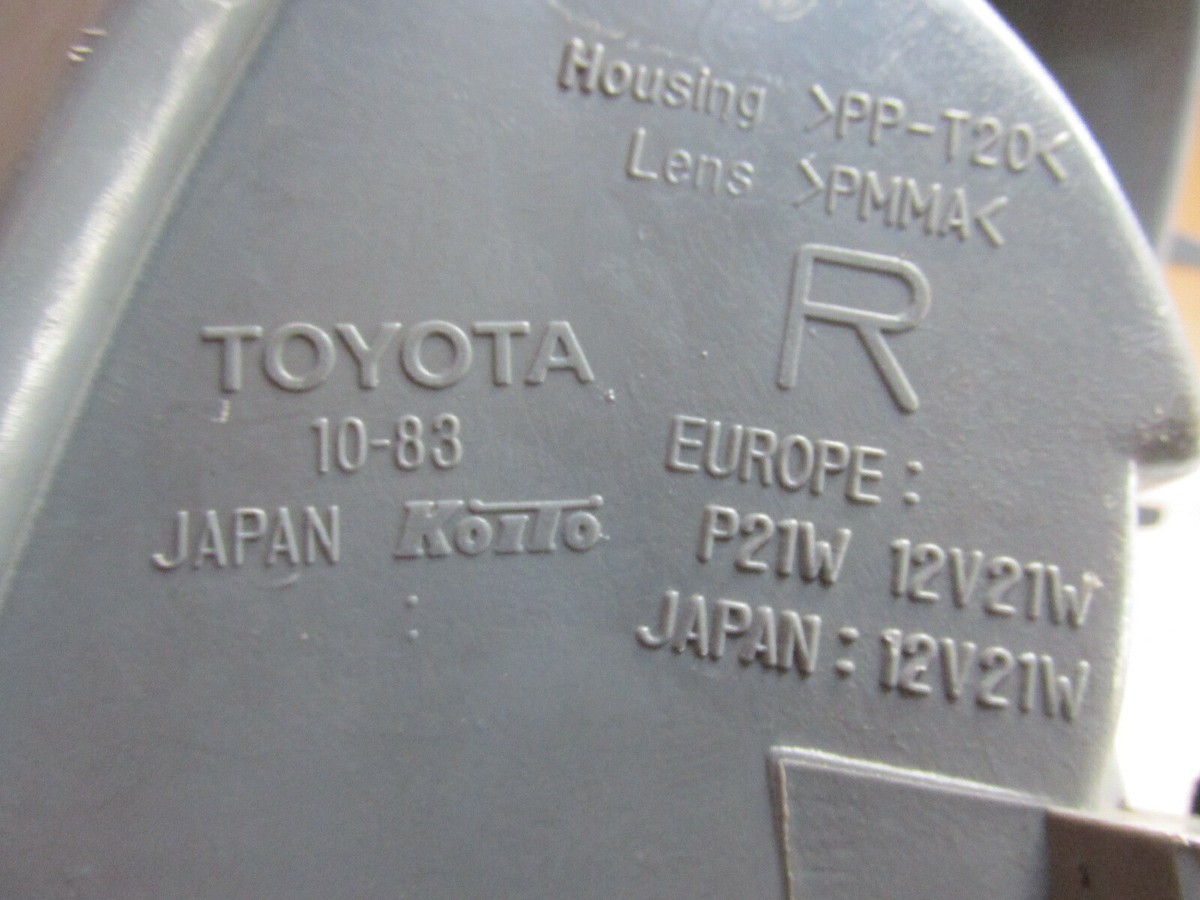 Housing >PP-T20<
Lens >PMMA<
R
TOYOTA
10-83
JAPAN KOITO
EUROPE:
P21W 12V21W
JAPAN: 12V21W